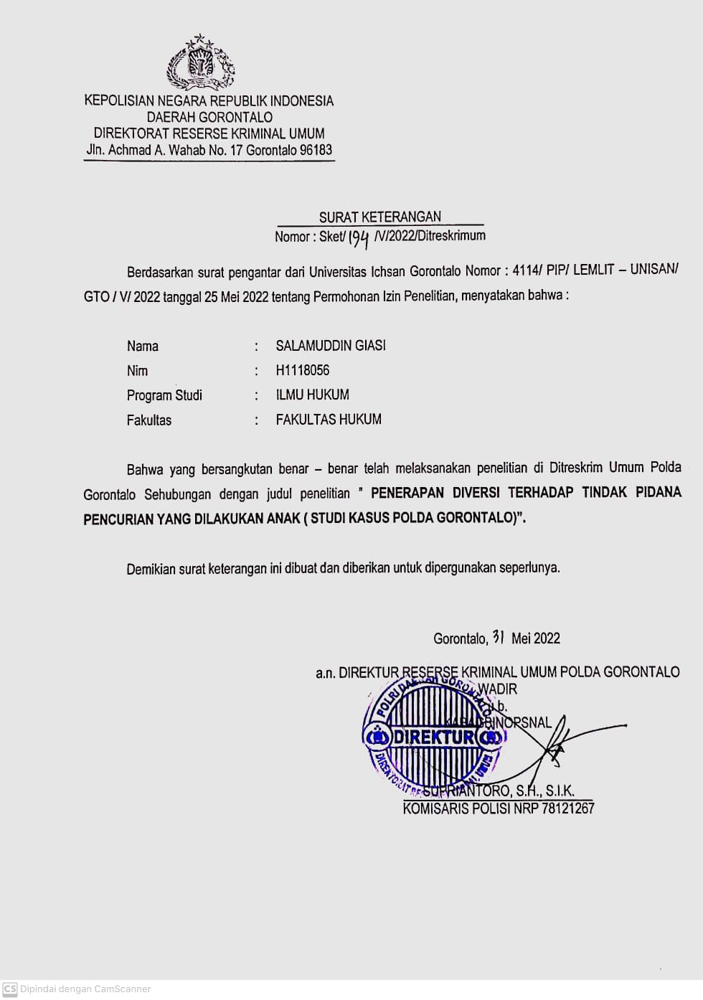 KEPOLISIAN NEGARA REPUBLIK INDONESIA
DAERAH GORONTALO
DIREKTORAT RESERSE KRIMINAL UMUM
Jln. Achmad A. Wahab No. 17 Gorontalo 96183
SURAT KETERANGAN
Nomor : Sket/ 194 /V/2022/Ditreskrimum
Berdasarkan surat pengantar dari Universitas Ichsan Gorontalo Nomor : 4114/ PIP/ LEMLIT – UNISAN/
GTO / V/ 2022 tanggal 25 Mei 2022 tentang Permohonan Izin Penelitian, menyatakan bahwa :
Nama : SALAMUDDIN GIASI
Nim : H1118056
Program Studi : ILMU HUKUM
Fakultas : FAKULTAS HUKUM
Bahwa yang bersangkutan benar – benar telah melaksanakan penelitian di Ditreskrim Umum Polda
Gorontalo Sehubungan dengan judul penelitian " PENERAPAN DIVERSI TERHADAP TINDAK PIDANA
PENCURIAN YANG DILAKUKAN ANAK ( STUDI KASUS POLDA GORONTALO)".
Demikian surat keterangan ini dibuat dan diberikan untuk dipergunakan seperlunya.
Gorontalo, 31 Mei 2022
a.n. DIREKTUR RESERSE KRIMINAL UMUM POLDA GORONTALO
WADIR
u.b.
KABAGBINOPSNAL
POLRI DAERAH GORONTALO
DIREKTUR
SUPRIANTORO, S.H., S.I.K.
KOMISARIS POLISI NRP 78121267
CS Dipindai dengan CamScanner